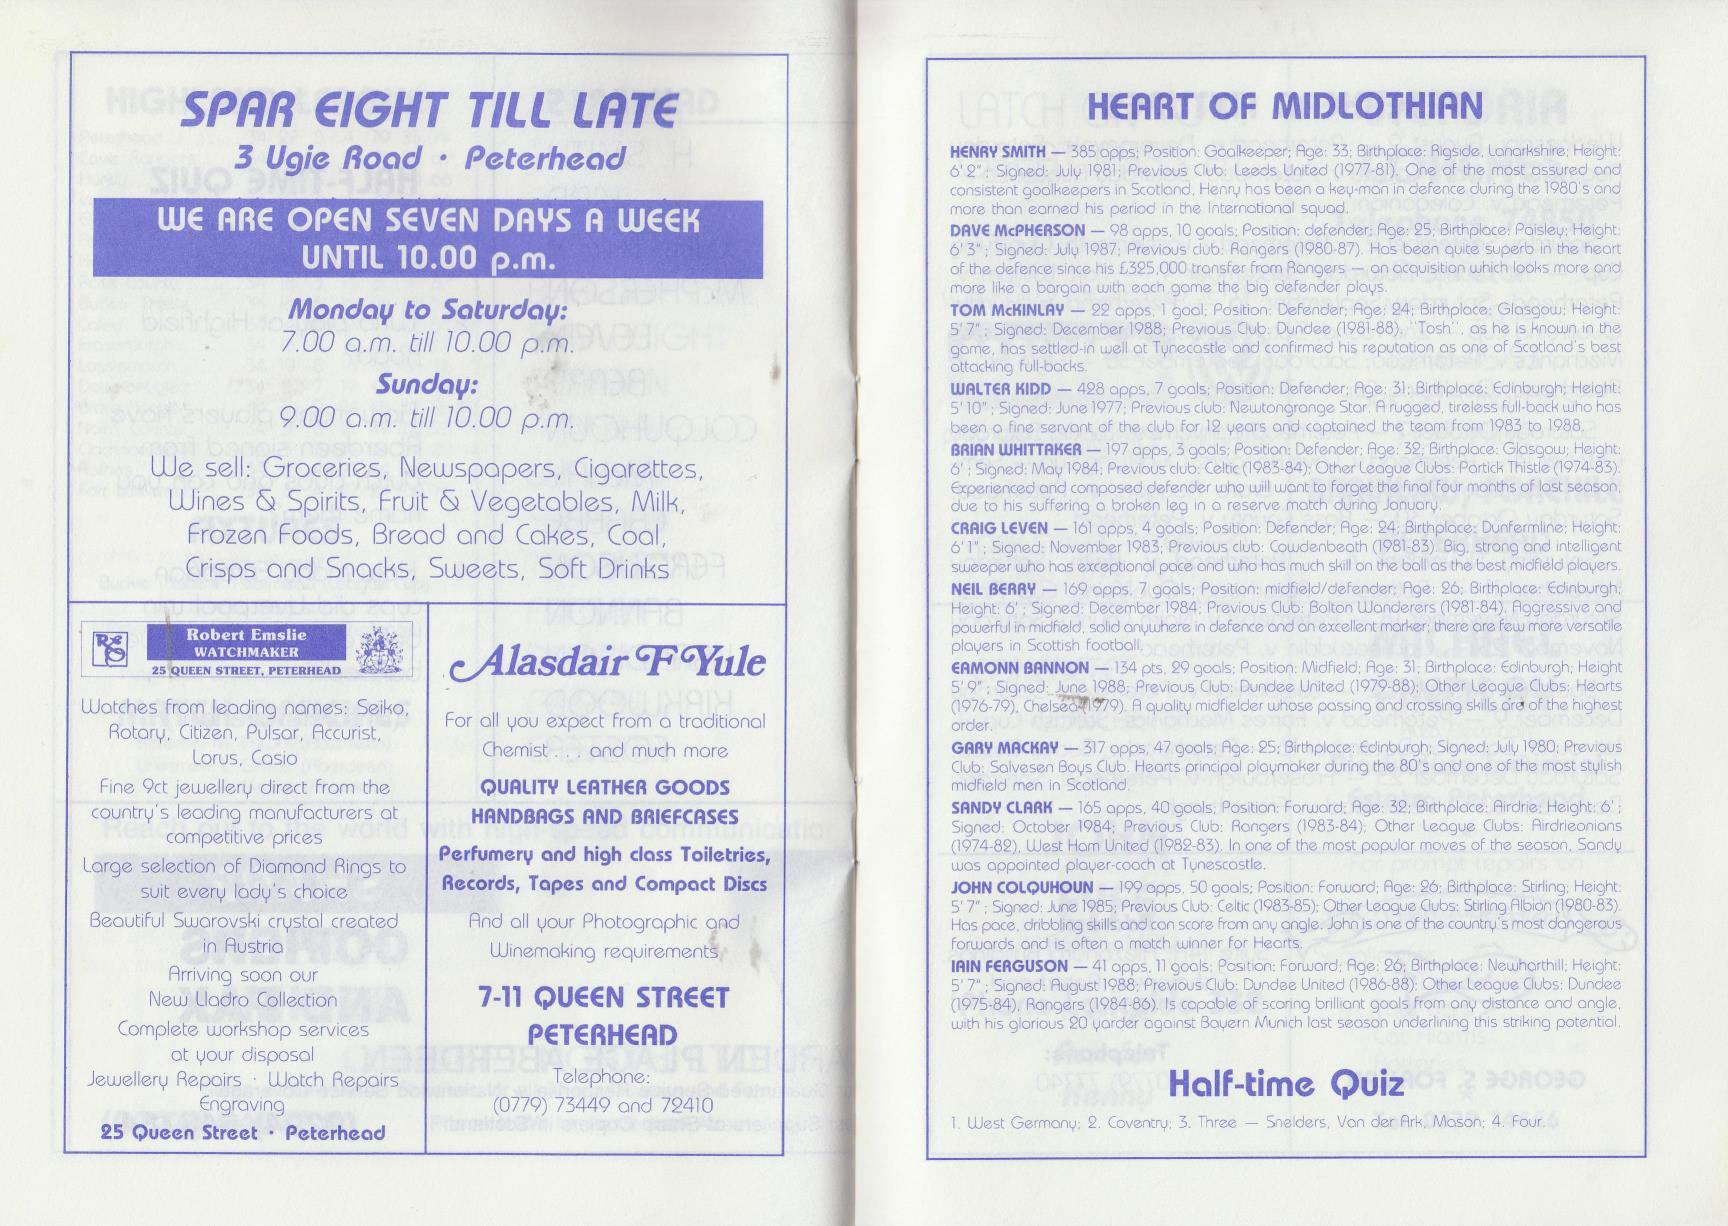 SPAR EIGHT TILL LATE
3 Ugie Road · Peterhead
WE ARE OPEN SEVEN DAYS A WEEK
UNTIL 10.00 p.m.
Monday to Saturday:
7.00 a.m. till 10.00 p.m.
Sunday:
9.00 a.m. till 10.00 p.m.
We sell: Groceries, Newspapers, Cigarettes,
Wines & Spirits, Fruit & Vegetables, Milk,
Frozen Foods, Bread and Cakes, Coal,
Crisps and Snacks, Sweets, Soft Drinks
Robert Emslie
WATCHMAKER
25 QUEEN STREET, PETERHEAD
Watches from leading names: Seiko,
Rotary, Citizen, Pulsar, Accurist,
Lorus, Casio
Fine 9ct jewellery direct from the
country's leading manufacturers at
competitive prices
Large selection of Diamond Rings to
suit every lady's choice
Beautiful Swarovski crystal created
in Austria
Arriving soon our
New Lladro Collection
Complete workshop services
at your disposal
Jewellery Repairs · Watch Repairs
Engraving
25 Queen Street · Peterhead
Alasdair F Yule
For all you expect from a traditional
Chemist . . . and much more
QUALITY LEATHER GOODS
HANDBAGS AND BRIEFCASES
Perfumery and high class Toiletries,
Records, Tapes and Compact Discs
And all your Photographic and
Winemaking requirements
7-11 QUEEN STREET
PETERHEAD
Telephone:
(0779) 73449 and 72410
HEART OF MIDLOTHIAN
HENRY SMITH — 385 apps; Position: Goalkeeper; Age: 33; Birthplace: Rigside, Lanarkshire; Height:
6' 2"; Signed: July 1981; Previous Club: Leeds United (1977-81). One of the most assured and
consistent goalkeepers in Scotland, Henry has been a key-man in defence during the 1980's and
more than earned his period in the International squad.
DAVE McPHERSON — 98 apps, 10 goals; Position: defender; Age: 25; Birthplace: Paisley; Height:
6' 3"; Signed: July 1987; Previous club: Rangers (1980-87). Has been quite superb in the heart
of the defence since his £325,000 transfer from Rangers — an acquisition which looks more and
more like a bargain with each game the big defender plays.
TOM McKINLAY — 22 apps, 1 goal; Position: Defender; Age: 24; Birthplace: Glasgow; Height:
5' 7"; Signed: December 1988; Previous Club: Dundee (1981-88). "Tosh", as he is known in the
game, has settled-in well at Tynecastle and confirmed his reputation as one of Scotland's best
attacking full-backs.
WALTER KIDD — 428 apps, 7 goals; Position: Defender; Age: 31; Birthplace: Edinburgh; Height:
5' 10"; Signed: June 1977; Previous club: Newtongrange Star. A rugged, tireless full-back who has
been a fine servant of the club for 12 years and captained the team from 1983 to 1988.
BRIAN WHITTAKER — 197 apps, 3 goals; Position: Defender; Age: 32; Birthplace: Glasgow; Height:
6'; Signed: May 1984; Previous club: Celtic (1983-84); Other League Clubs: Partick Thistle (1974-83).
Experienced and composed defender who will want to forget the final four months of last season,
due to his suffering a broken leg in a reserve match during January.
CRAIG LEVEN — 161 apps, 4 goals; Position: Defender; Age: 24; Birthplace: Dunfermline; Height:
6' 1"; Signed: November 1983; Previous club: Cowdenbeath (1981-83). Big, strong and intelligent
sweeper who has exceptional pace and who has much skill on the ball as the best midfield players.
NEIL BERRY — 169 apps, 7 goals; Position: midfield/defender; Age: 26; Birthplace: Edinburgh;
Height: 6'; Signed: December 1984; Previous Club: Bolton Wanderers (1981-84). Aggressive and
powerful in midfield, solid anywhere in defence and an excellent marker; there are few more versatile
players in Scottish football.
EAMONN BANNON — 134 pts, 29 goals; Position: Midfield; Age: 31; Birthplace: Edinburgh; Height
5' 9"; Signed: June 1988; Previous Club: Dundee United (1979-88); Other League Clubs: Hearts
(1976-79), Chelsea (1979). A quality midfielder whose passing and crossing skills are of the highest
order.
GARY MACKAY — 317 apps, 47 goals; Age: 25; Birthplace: Edinburgh; Signed: July 1980; Previous
Club: Salvesen Boys Club. Hearts principal playmaker during the 80's and one of the most stylish
midfield men in Scotland.
SANDY CLARK — 165 apps, 40 goals; Position: Forward; Age: 32; Birthplace: Airdrie; Height: 6';
Signed: October 1984; Previous Club: Rangers (1983-84); Other League Clubs: Airdrieonians
(1974-82), West Ham United (1982-83). In one of the most popular moves of the season, Sandy
was appointed player-coach at Tynescastle.
JOHN COLQUHOUN — 199 apps, 50 goals; Position: Forward; Age: 26; Birthplace: Stirling; Height:
5' 7"; Signed: June 1985; Previous Club: Celtic (1983-85); Other League Clubs: Stirling Albion (1980-83).
Has pace, dribbling skills and can score from any angle. John is one of the country's most dangerous
forwards and is often a match winner for Hearts.
IAIN FERGUSON — 41 apps, 11 goals; Position: Forward; Age: 26; Birthplace: Newharthill; Height:
5' 7"; Signed: August 1988; Previous Club: Dundee United (1986-88); Other League Clubs: Dundee
(1975-84), Rangers (1984-86). Is capable of scoring brilliant goals from any distance and angle,
with his glorious 20 yarder against Bayern Munich last season underlining this striking potential.
Half-time Quiz
1. West Germany; 2. Coventry; 3. Three — Snelders, Van der Ark, Mason; 4. Four.